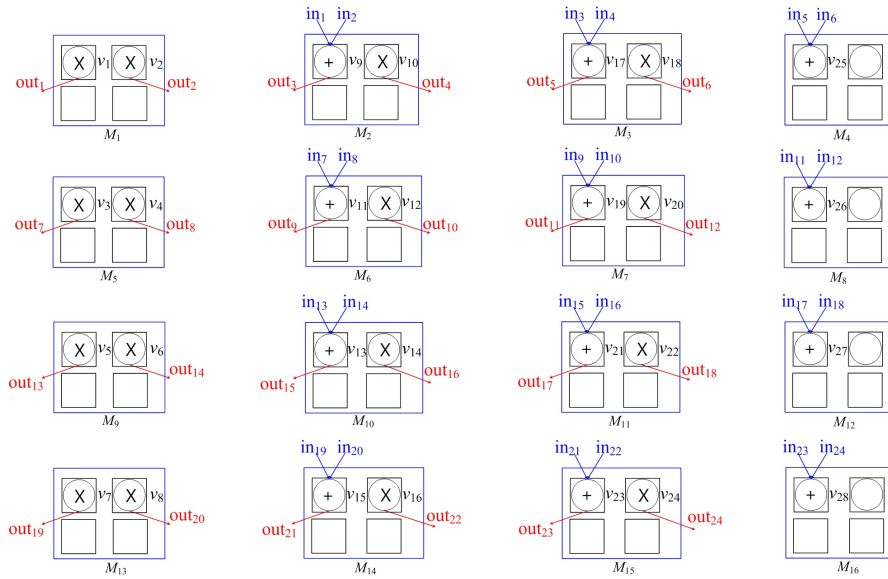 in₁ in₂ in₃ in₄ in₅ in₆
X v₁ X v₂ + v₉ X v₁₀ + v₁₇ X v₁₈ + v₂₅
out₁ out₂ out₃ out₄ out₅ out₆
M₁ M₂ M₃ M₄
in₇ in₈ in₉ in₁₀ in₁₁ in₁₂
X v₃ X v₄ + v₁₁ X v₁₂ + v₁₉ X v₂₀ + v₂₆
out₇ out₈ out₉ out₁₀ out₁₁ out₁₂
M₅ M₆ M₇ M₈
in₁₃ in₁₄ in₁₅ in₁₆ in₁₇ in₁₈
X v₅ X v₆ + v₁₃ X v₁₄ + v₂₁ X v₂₂ + v₂₇
out₁₃ out₁₄ out₁₅ out₁₆ out₁₇ out₁₈
M₉ M₁₀ M₁₁ M₁₂
in₁₉ in₂₀ in₂₁ in₂₂ in₂₃ in₂₄
X v₇ X v₈ + v₁₅ X v₁₆ + v₂₃ X v₂₄ + v₂₈
out₁₉ out₂₀ out₂₁ out₂₂ out₂₃ out₂₄
M₁₃ M₁₄ M₁₅ M₁₆